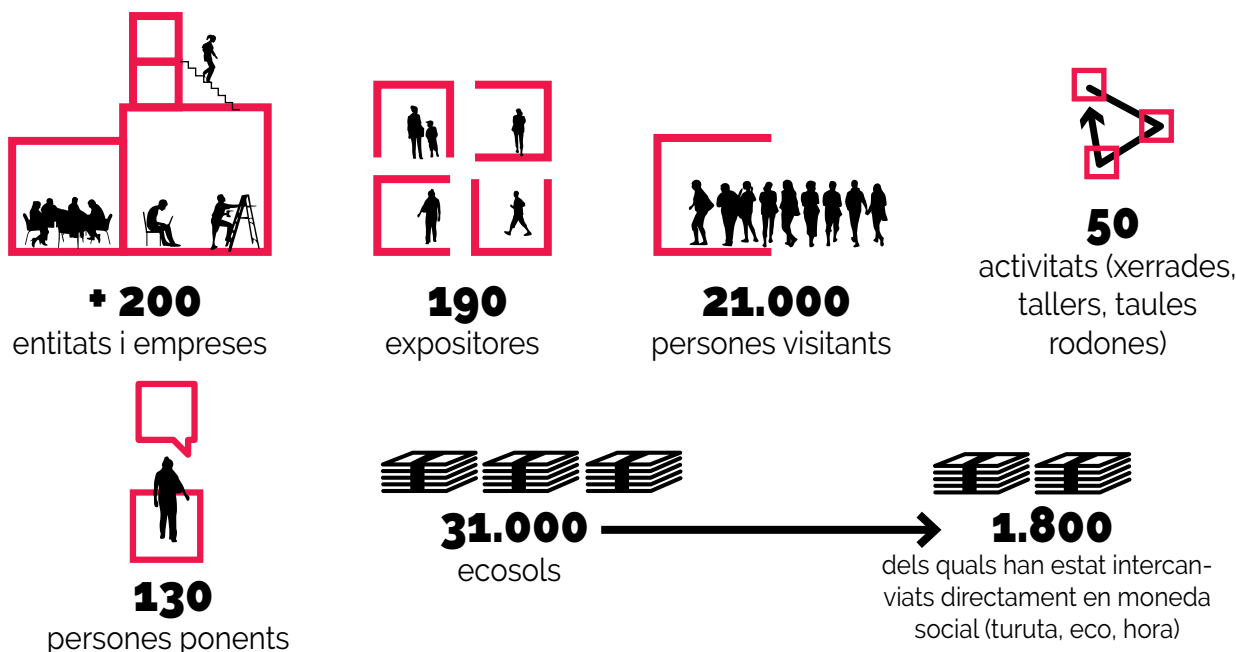 + 200
entitats i empreses
190
expositores
21.000
persones visitants
50
activitats (xerrades,
tallers, taules
rodones)
130
persones ponents
31.000
ecosols
1.800
dels quals han estat intercan-
viats directament en moneda
social (turuta, eco, hora)